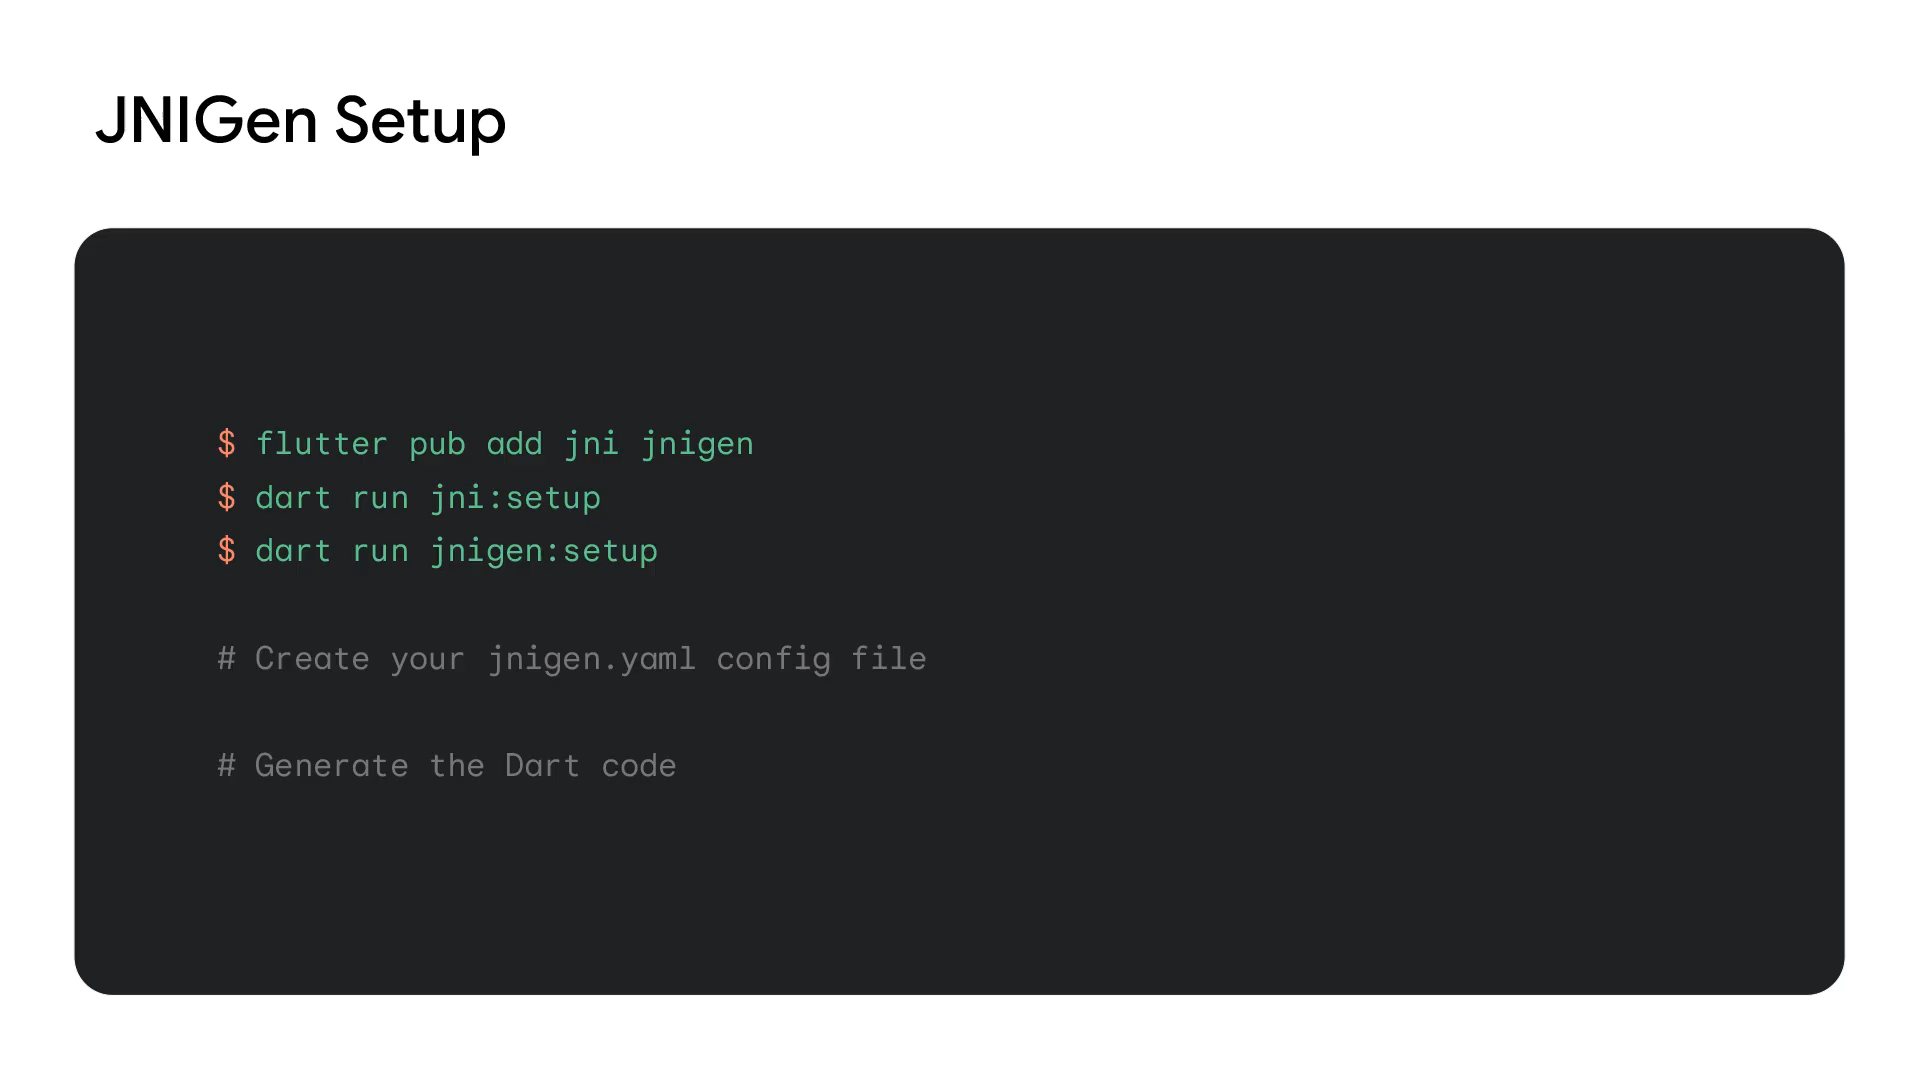 JNIGen Setup
$ flutter pub add jni jnigen
$ dart run jni:setup
$ dart run jnigen:setup
# Create your jnigen.yaml config file
# Generate the Dart code